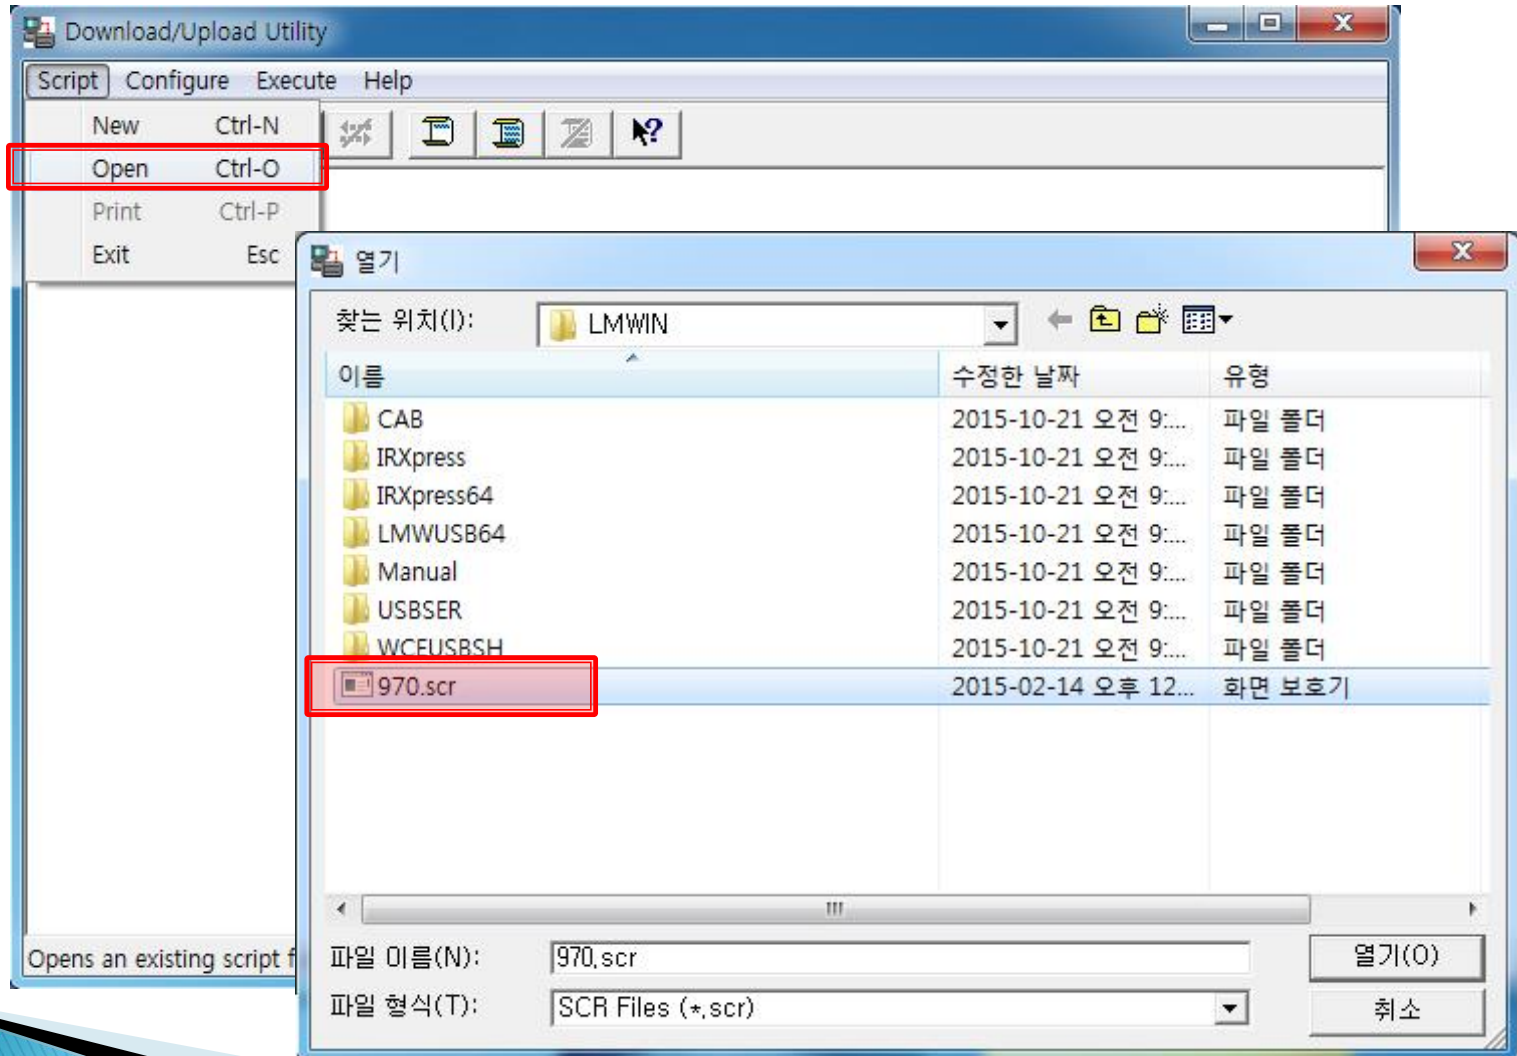 Download/Upload Utility
Script Configure Execute Help
New Ctrl-N
Open Ctrl-O
Print Ctrl-P
Exit Esc
열기
찾는 위치(I): LMWIN
이름 수정한 날짜 유형
CAB 2015-10-21 오전 9:... 파일 폴더
IRXpress 2015-10-21 오전 9:... 파일 폴더
IRXpress64 2015-10-21 오전 9:... 파일 폴더
LMWUSB64 2015-10-21 오전 9:... 파일 폴더
Manual 2015-10-21 오전 9:... 파일 폴더
USBSER 2015-10-21 오전 9:... 파일 폴더
WCEUSBSH 2015-10-21 오전 9:... 파일 폴더
970.scr 2015-02-14 오후 12... 화면 보호기
Opens an existing script f
파일 이름(N): 970.scr 열기(O)
파일 형식(T): SCR Files (*.scr) 취소